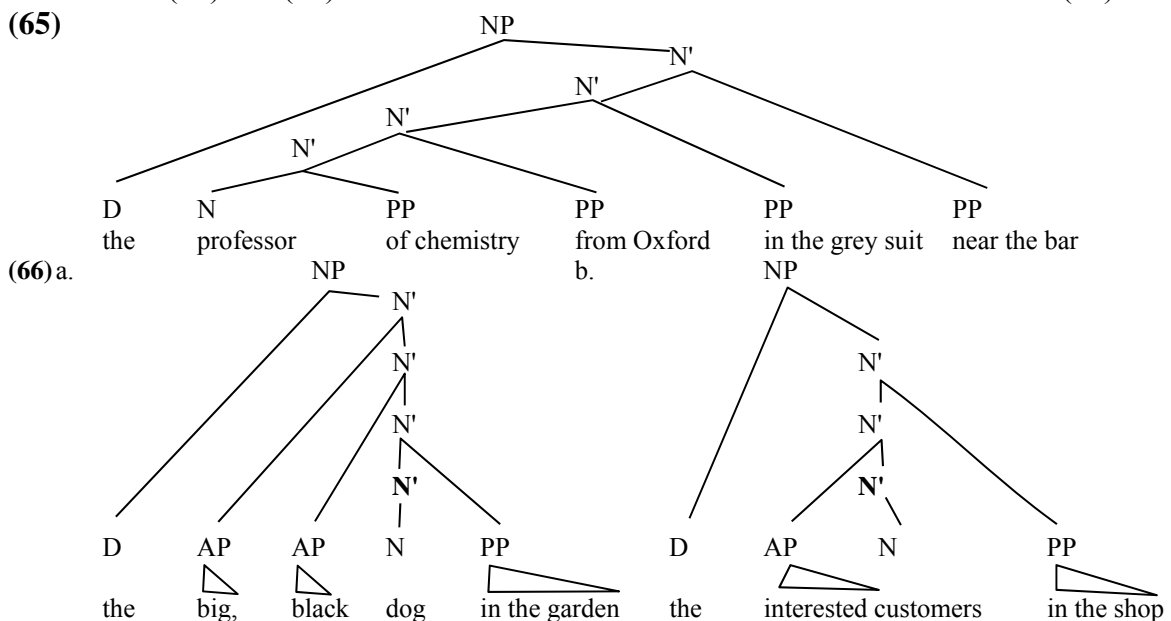 (65)
NP
N'
N'
N'
N'
D N PP PP PP PP
the professor of chemistry from Oxford in the grey suit near the bar
(66) a. NP b. NP
N'
N' N'
N' N'
N' N'
D AP AP N PP D AP N PP
the big, black dog in the garden the interested customers in the shop